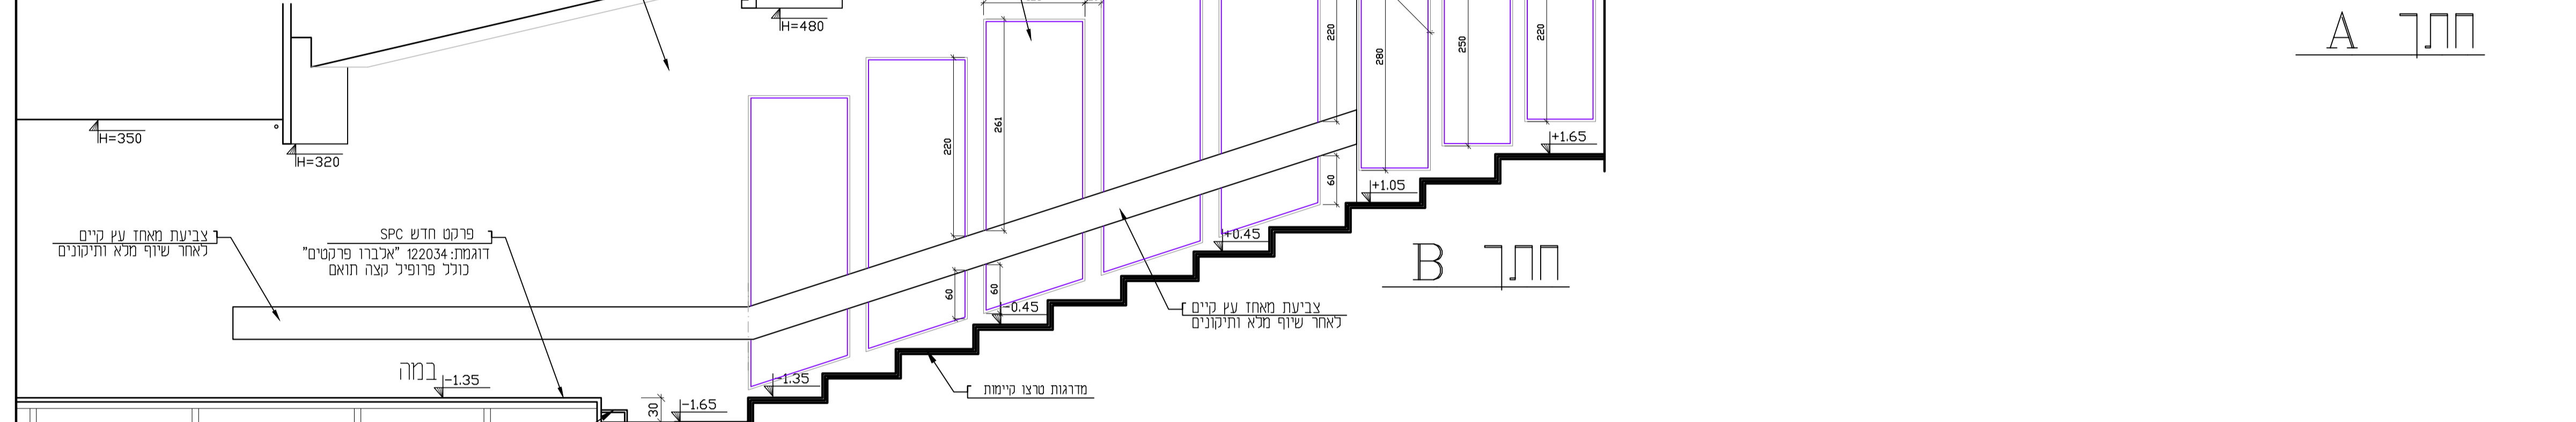 H=480
חתך A
220
280
250
220
261
220
H=350
H=320
+1.65
60
+1.05
צביעת מאחז עץ קיים
לאחר שיוף מלא ותיקונים
פרקט חדש SPC
דוגמת: 122034 "אלברו פרקטים"
כולל פרופיל קצה תואם
+0.45
חתך B
60
60
-0.45
צביעת מאחז עץ קיים
לאחר שיוף מלא ותיקונים
במה
-1.35
-1.35
מדרגות טרצו קיימות
30
-1.65